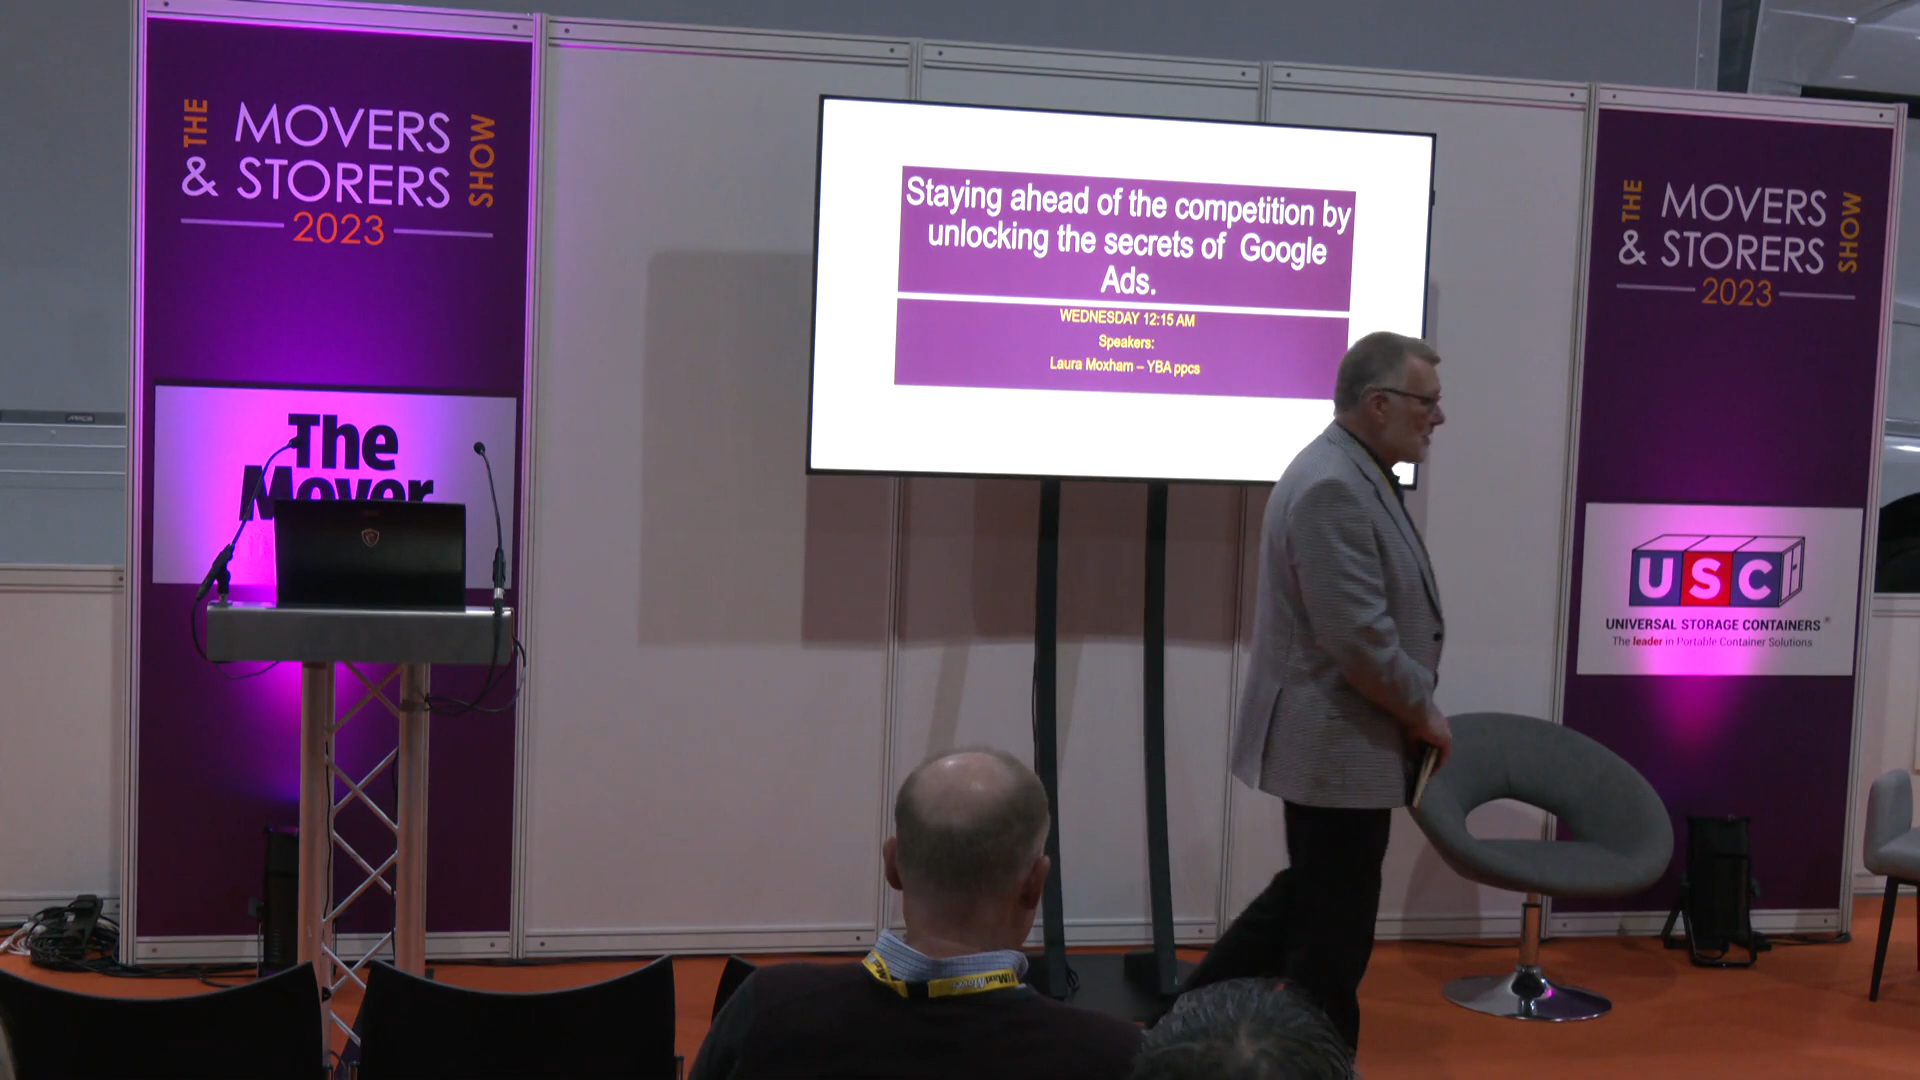 THE
MOVERS
& STORERS
SHOW
2023
The
Mover
Staying ahead of the competition by
unlocking the secrets of Google
Ads.
WEDNESDAY 12:15 AM
Speakers:
Laura Moxham – YBA ppcs
THE
MOVERS
& STORERS
SHOW
2023
USC
UNIVERSAL STORAGE CONTAINERS
The leader in Portable Container Solutions